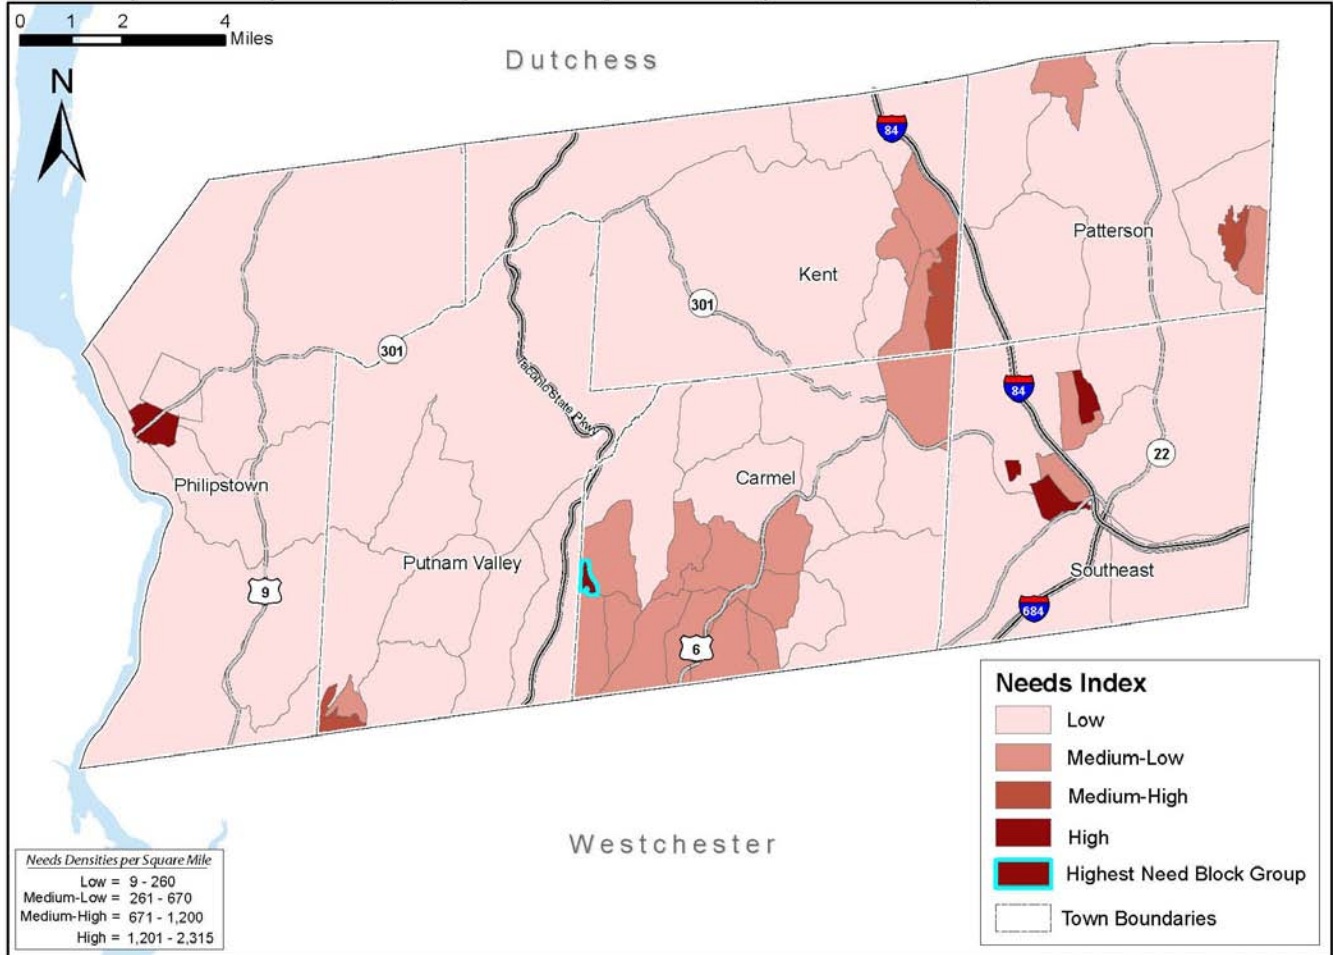 0 1 2 4
Miles
N
Dutchess
84
Patterson
Kent
301
301
84
22
Philipstown
Carmel
Taconic State Pkwy
Putnam Valley
Southeast
9
684
6
Westchester
Needs Index
Low
Medium-Low
Medium-High
High
Highest Need Block Group
Town Boundaries
Needs Densities per Square Mile
Low = 9 - 260
Medium-Low = 261 - 670
Medium-High = 671 - 1,200
High = 1,201 - 2,315